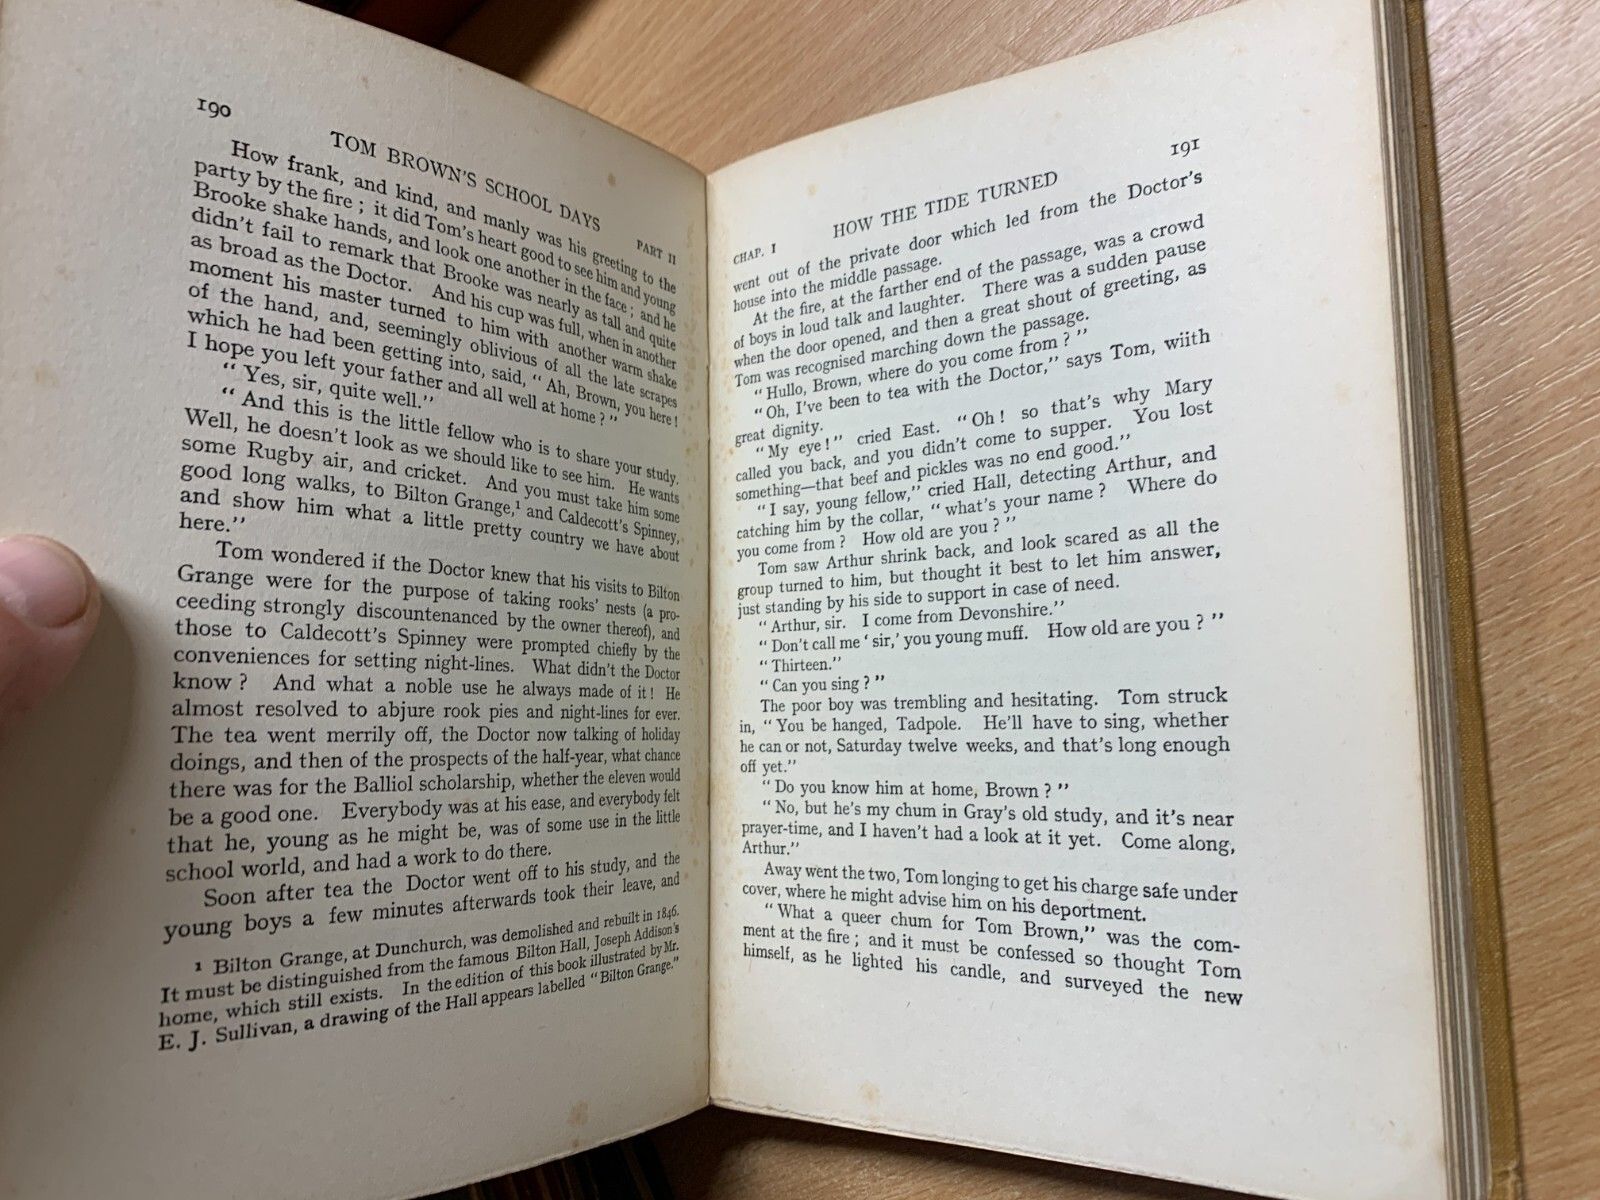 190
TOM BROWN'S SCHOOL DAYS
PART II
How frank, and kind, and manly was his greeting to the
party by the fire; it did Tom's heart good to see him and young
Brooke shake hands, and look one another in the face; and he
didn't fail to remark that Brooke was nearly as tall and quite
as broad as the Doctor. And his cup was full, when in another
moment his master turned to him with another warm shake
of the hand, and, seemingly oblivious of all the late scrapes
which he had been getting into, said, "Ah, Brown, you here!
I hope you left your father and all well at home?"
"Yes, sir, quite well."
"And this is the little fellow who is to share your study.
Well, he doesn't look as we should like to see him. He wants
some Rugby air, and cricket. And you must take him some
good long walks, to Bilton Grange,¹ and Caldecott's Spinney,
and show him what a little pretty country we have about
here."
Tom wondered if the Doctor knew that his visits to Bilton
Grange were for the purpose of taking rooks' nests (a pro-
ceeding strongly discountenanced by the owner thereof), and
those to Caldecott's Spinney were prompted chiefly by the
conveniences for setting night-lines. What didn't the Doctor
know? And what a noble use he always made of it! He
almost resolved to abjure rook pies and night-lines for ever.
The tea went merrily off, the Doctor now talking of holiday
doings, and then of the prospects of the half-year, what chance
there was for the Balliol scholarship, whether the eleven would
be a good one. Everybody was at his ease, and everybody felt
that he, young as he might be, was of some use in the little
school world, and had a work to do there.
Soon after tea the Doctor went off to his study, and the
young boys a few minutes afterwards took their leave, and
1 Bilton Grange, at Dunchurch, was demolished and rebuilt in 1846.
It must be distinguished from the famous Bilton Hall, Joseph Addison's
home, which still exists. In the edition of this book illustrated by Mr.
E. J. Sullivan, a drawing of the Hall appears labelled "Bilton Grange."
191
CHAP. I
HOW THE TIDE TURNED
went out of the private door which led from the Doctor's
house into the middle passage.
At the fire, at the farther end of the passage, was a crowd
of boys in loud talk and laughter. There was a sudden pause
when the door opened, and then a great shout of greeting, as
Tom was recognised marching down the passage.
"Hullo, Brown, where do you come from?"
"Oh, I've been to tea with the Doctor," says Tom, wiith
great dignity.
"My eye!" cried East. "Oh! so that's why Mary
called you back, and you didn't come to supper. You lost
something—that beef and pickles was no end good."
"I say, young fellow," cried Hall, detecting Arthur, and
catching him by the collar, "what's your name? Where do
you come from? How old are you?"
Tom saw Arthur shrink back, and look scared as all the
group turned to him, but thought it best to let him answer,
just standing by his side to support in case of need.
"Arthur, sir. I come from Devonshire."
"Don't call me 'sir,' you young muff. How old are you?"
"Thirteen."
"Can you sing?"
The poor boy was trembling and hesitating. Tom struck
in, "You be hanged, Tadpole. He'll have to sing, whether
he can or not, Saturday twelve weeks, and that's long enough
off yet."
"Do you know him at home, Brown?"
"No, but he's my chum in Gray's old study, and it's near
prayer-time, and I haven't had a look at it yet. Come along,
Arthur."
Away went the two, Tom longing to get his charge safe under
cover, where he might advise him on his deportment.
"What a queer chum for Tom Brown," was the com-
ment at the fire; and it must be confessed so thought Tom
himself, as he lighted his candle, and surveyed the new